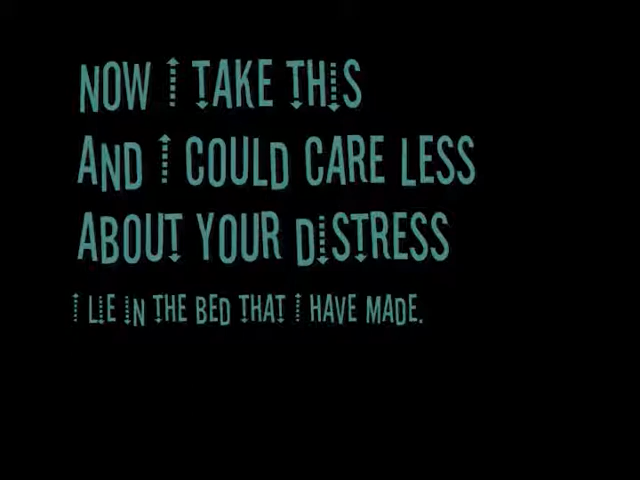 NOW I TAKE THIS
AND I COULD CARE LESS
ABOUT YOUR DISTRESS
I LIE IN THE BED THAT I HAVE MADE.